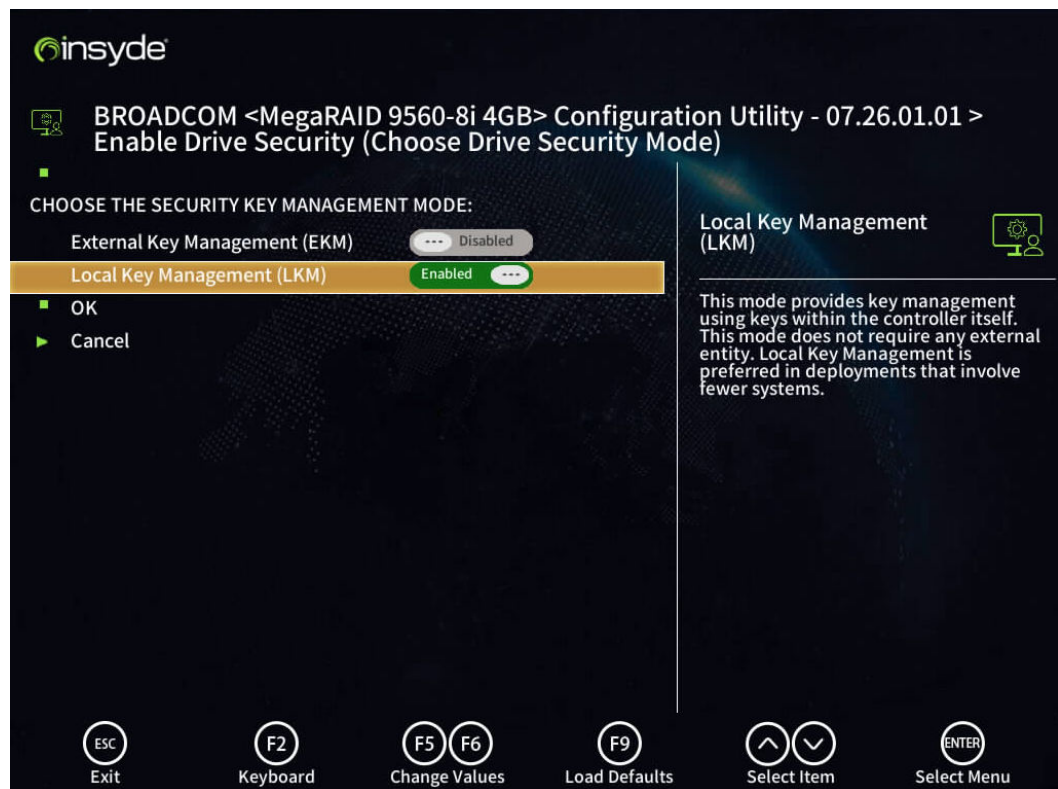 insyde
BROADCOM <MegaRAID 9560-8i 4GB> Configuration Utility - 07.26.01.01 >
Enable Drive Security (Choose Drive Security Mode)
CHOOSE THE SECURITY KEY MANAGEMENT MODE:
External Key Management (EKM) Disabled
Local Key Management (LKM) Enabled
OK
Cancel
Local Key Management
(LKM)
This mode provides key management
using keys within the controller itself.
This mode does not require any external
entity. Local Key Management is
preferred in deployments that involve
fewer systems.
ESC F2 F5 F6 F9 ENTER
Exit Keyboard Change Values Load Defaults Select Item Select Menu